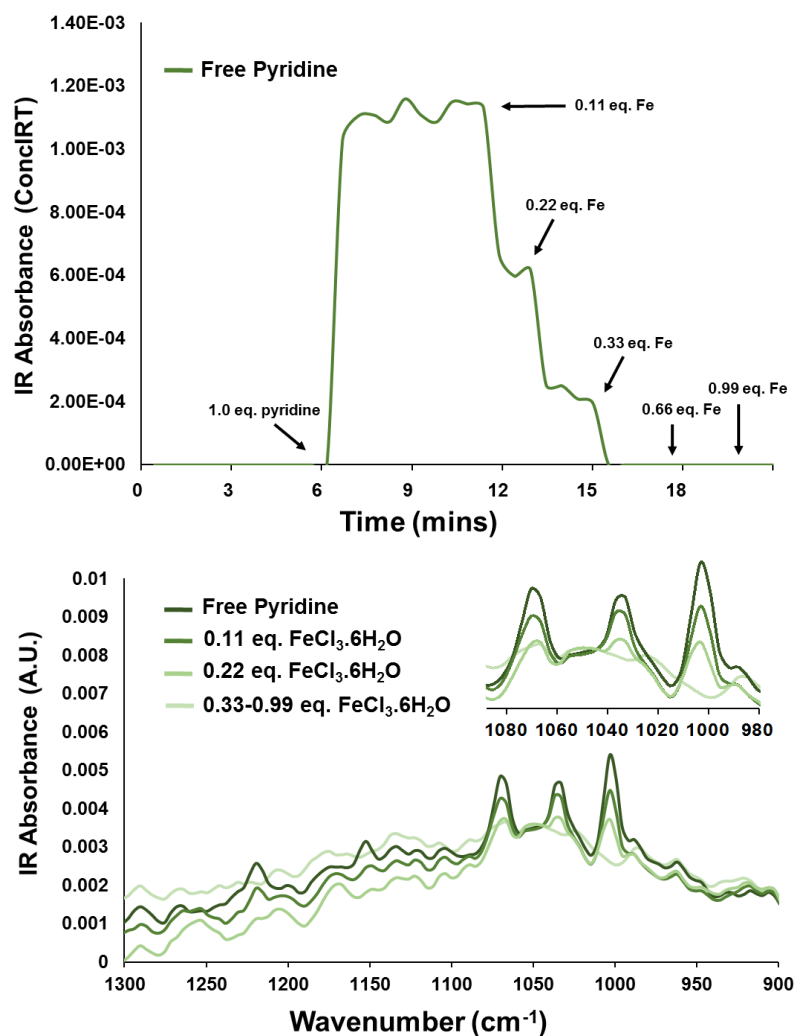 1.40E-03
Free Pyridine
1.20E-03
0.11 eq. Fe
1.00E-03
IR Absorbance (ConcIRT)
8.00E-04
0.22 eq. Fe
6.00E-04
4.00E-04
0.33 eq. Fe
0.99 eq. Fe
2.00E-04
1.0 eq. pyridine
0.66 eq. Fe
0.00E+00
0 3 6 9 12 15 18
Time (mins)
0.01
Free Pyridine
0.009
0.11 eq. FeCl₃.6H₂O
0.008
0.22 eq. FeCl₃.6H₂O
0.007
0.33-0.99 eq. FeCl₃.6H₂O
1080 1060 1040 1020 1000 980
0.006
IR Absorbance (A.U.)
0.005
0.004
0.003
0.002
0.001
0
1300 1250 1200 1150 1100 1050 1000 950 900
Wavenumber (cm⁻¹)